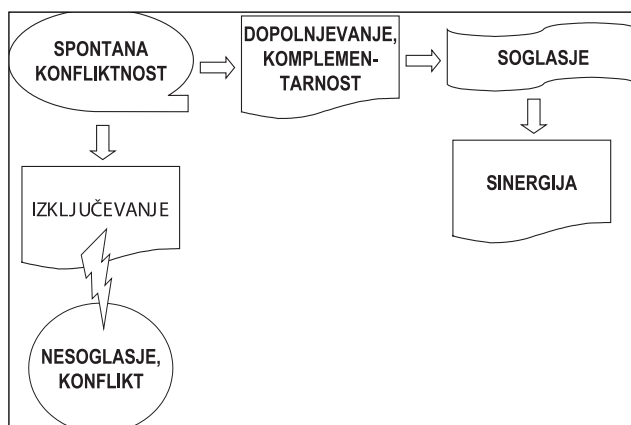 SPONTANA
KONFLIKTNOST
DOPOLNJEVANJE,
KOMPLEMEN-
TARNOST
SOGLASJE
IZKLJUČEVANJE
SINERGIJA
NESOGLASJE,
KONFLIKT